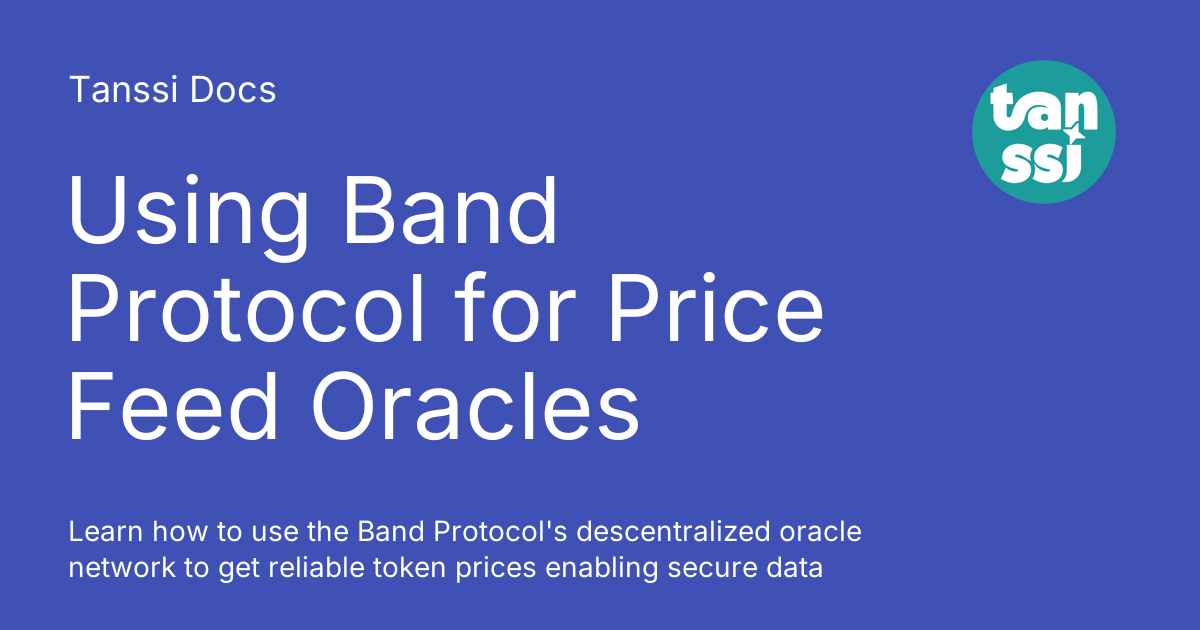 Tanssi Docs
tan
ssi
Using Band
Protocol for Price
Feed Oracles
Learn how to use the Band Protocol's descentralized oracle
network to get reliable token prices enabling secure data